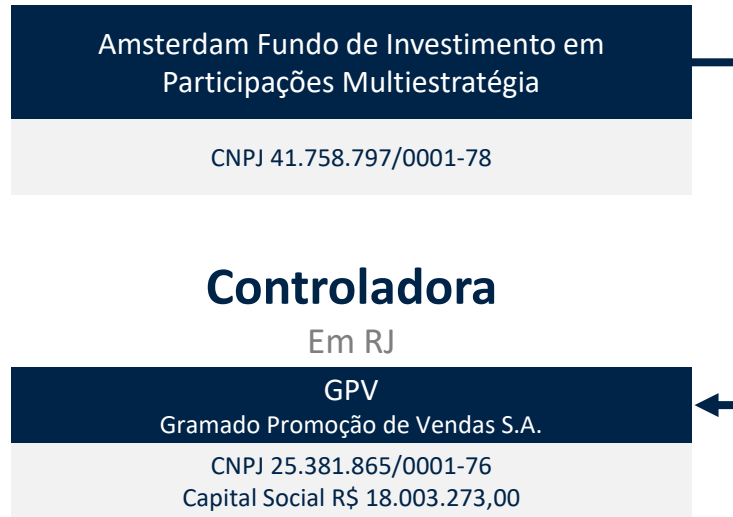 Amsterdam Fundo de Investimento em
Participações Multiestratégia
CNPJ 41.758.797/0001-78
Controladora
Em RJ
GPV
Gramado Promoção de Vendas S.A.
CNPJ 25.381.865/0001-76
Capital Social R$ 18.003.273,00